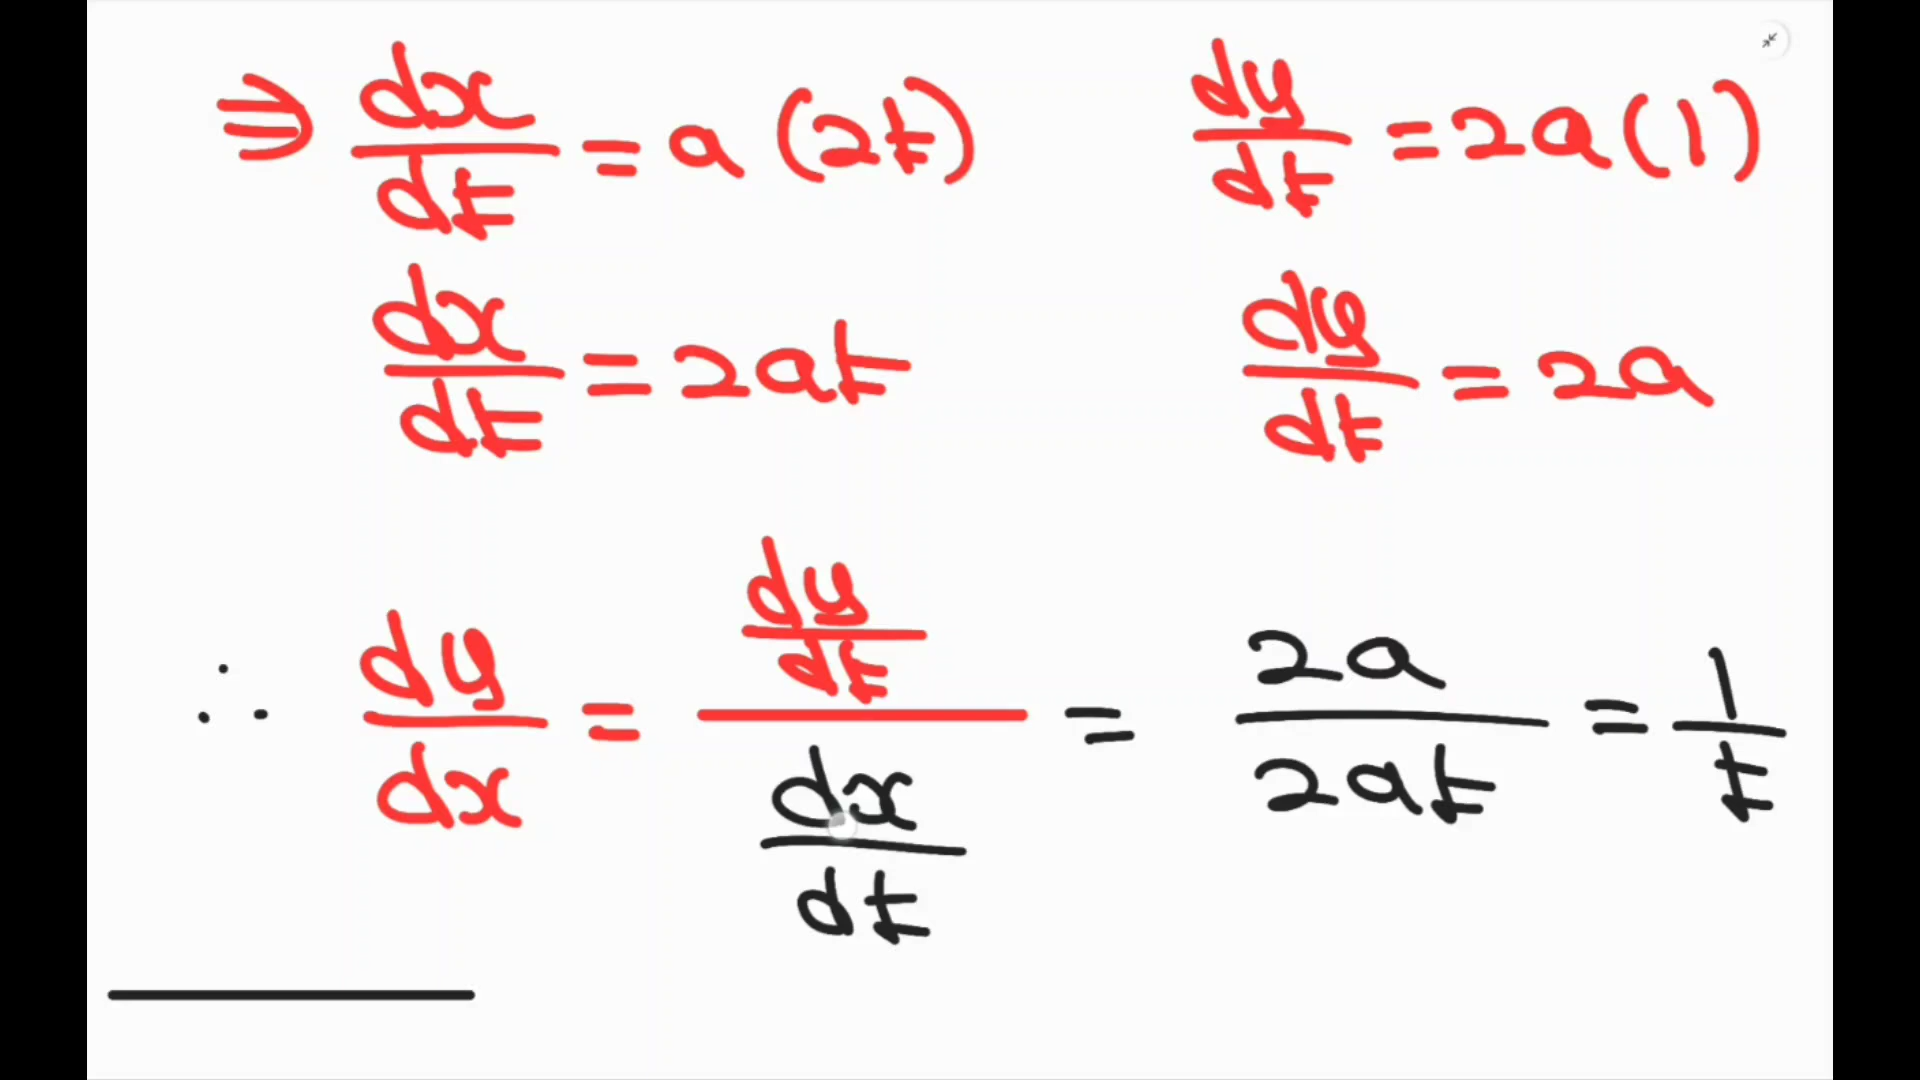 ⇒ dx/dt = a(2t)    dy/dt = 2a(1)
dx/dt = 2at    dy/dt = 2a
∴ dy/dx = (dy/dt)/(dx/dt) = 2a/2at = 1/t